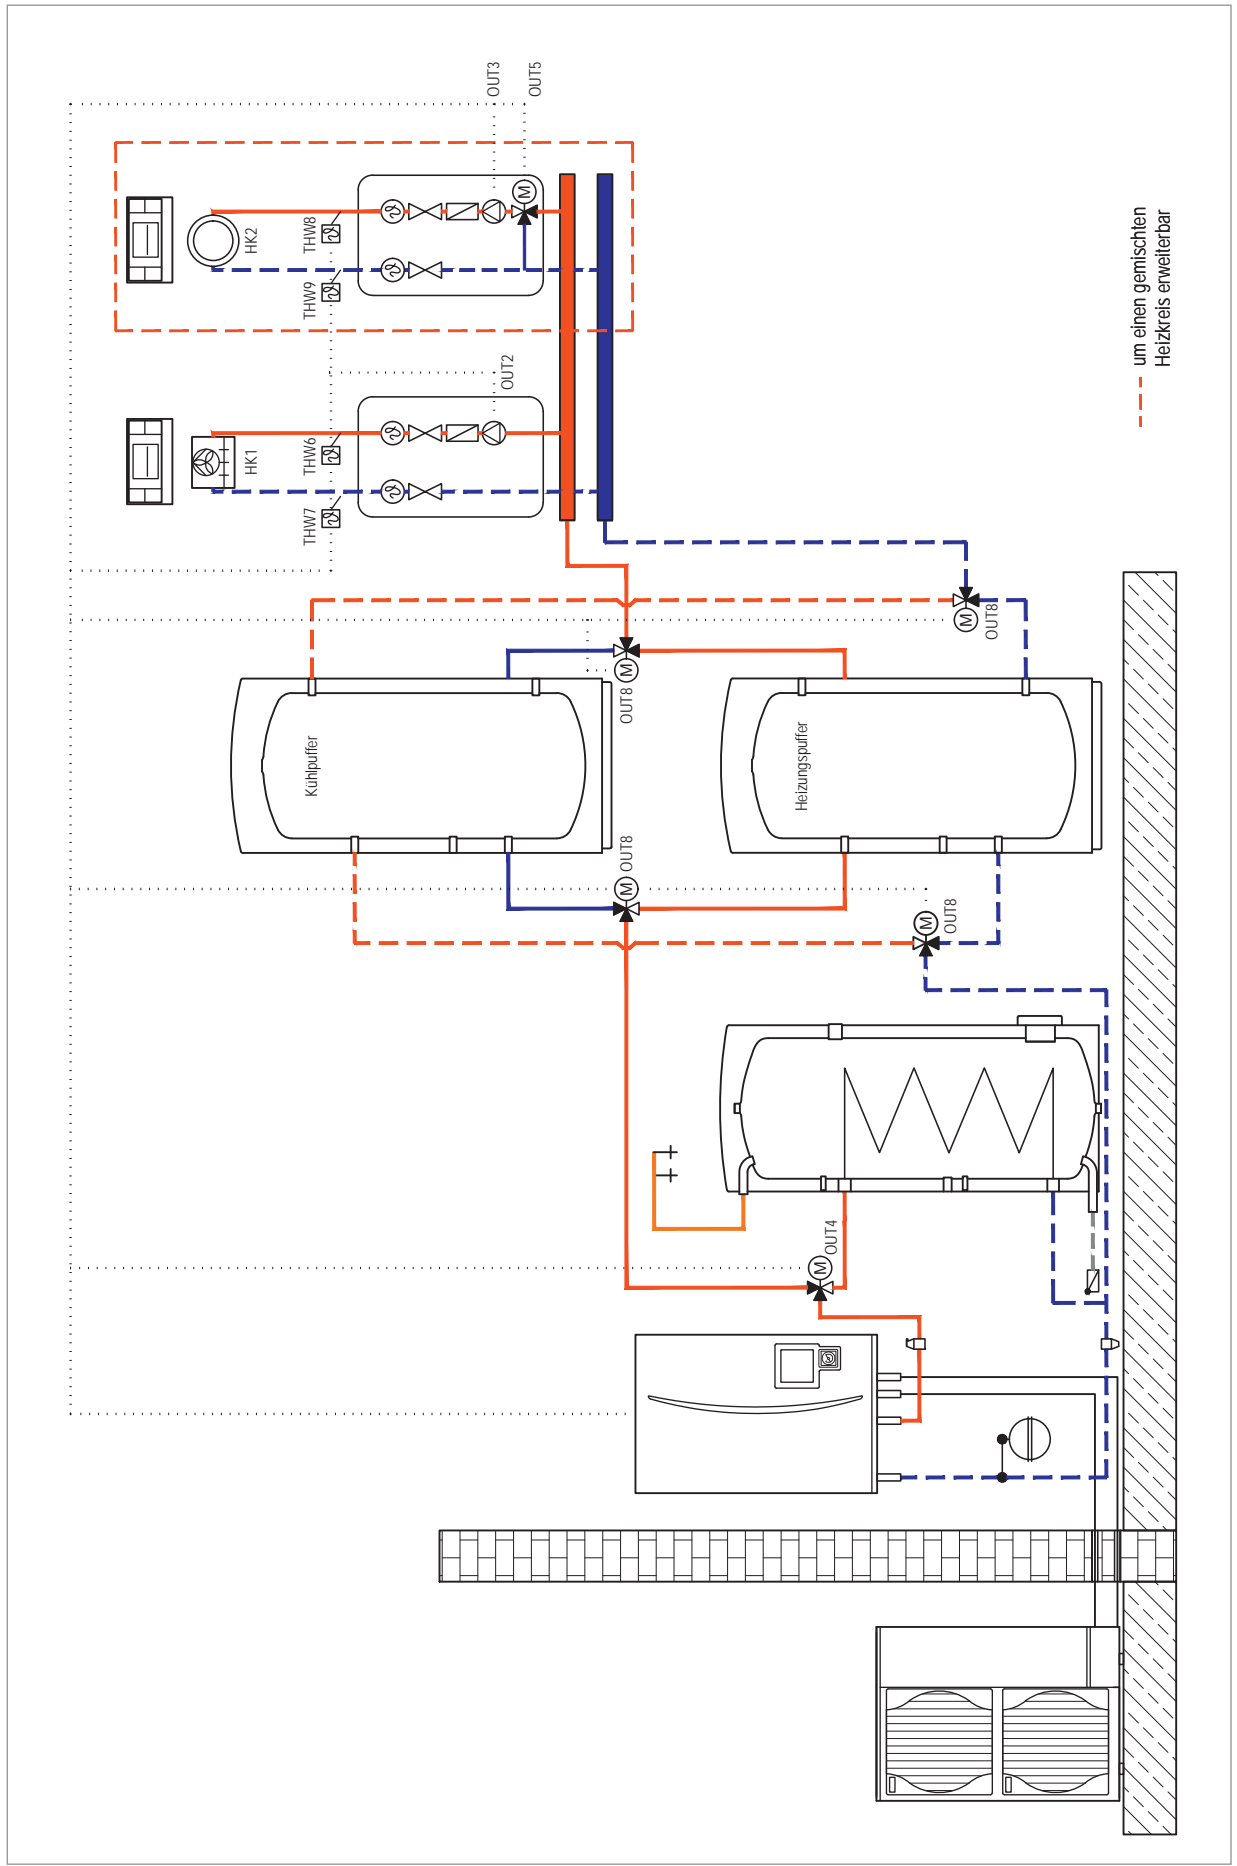 OUT3
OUT5
HK2
THW8
THW9
OUT2
HK1
THW6
THW7
M
M
OUT8
M
OUT8
Kühlpuffer
Heizungspuffer
M
OUT8
M
OUT8
M
OUT4
um einen gemischten
Heizkreis erweiterbar